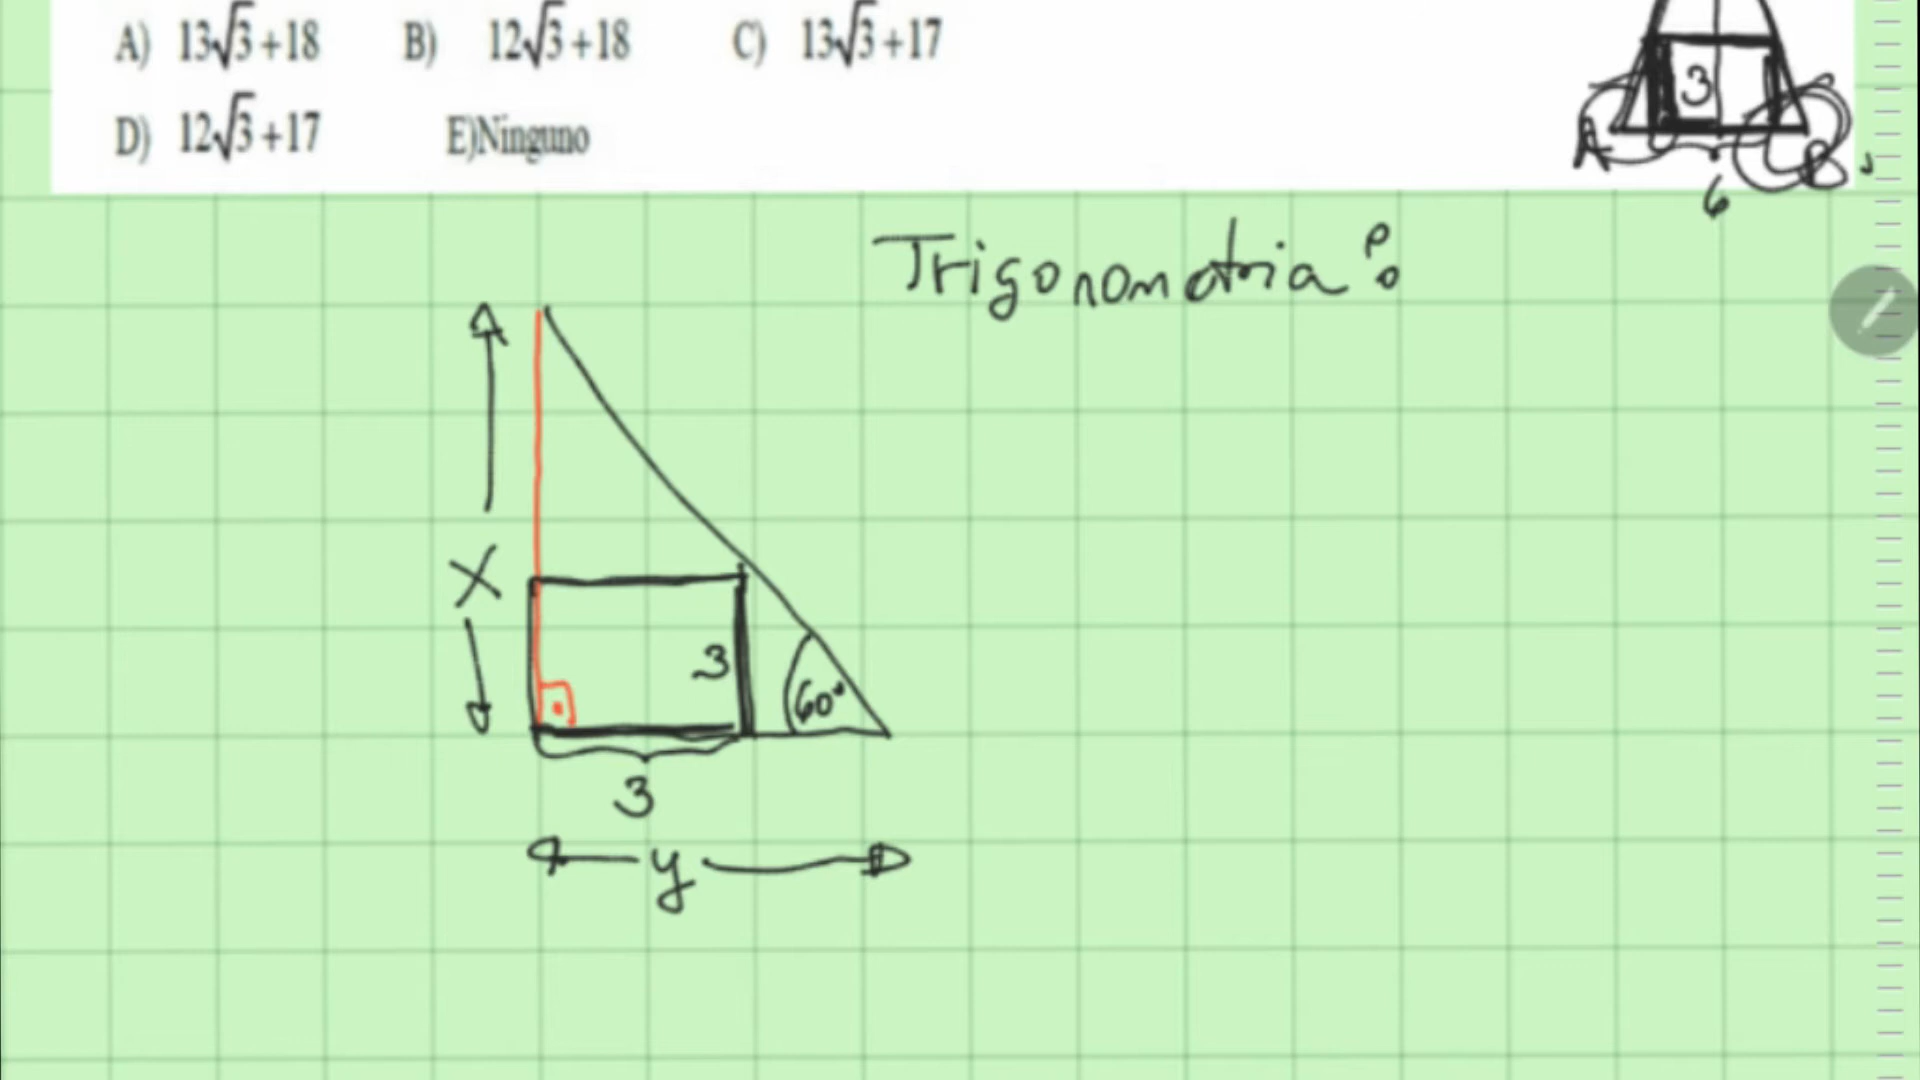 A) 13√3+18 B) 12√3+18 C) 13√3+17
D) 12√3+17 E)Ninguno
3
A B
6
Trigonometria:
X
3
60°
3
y